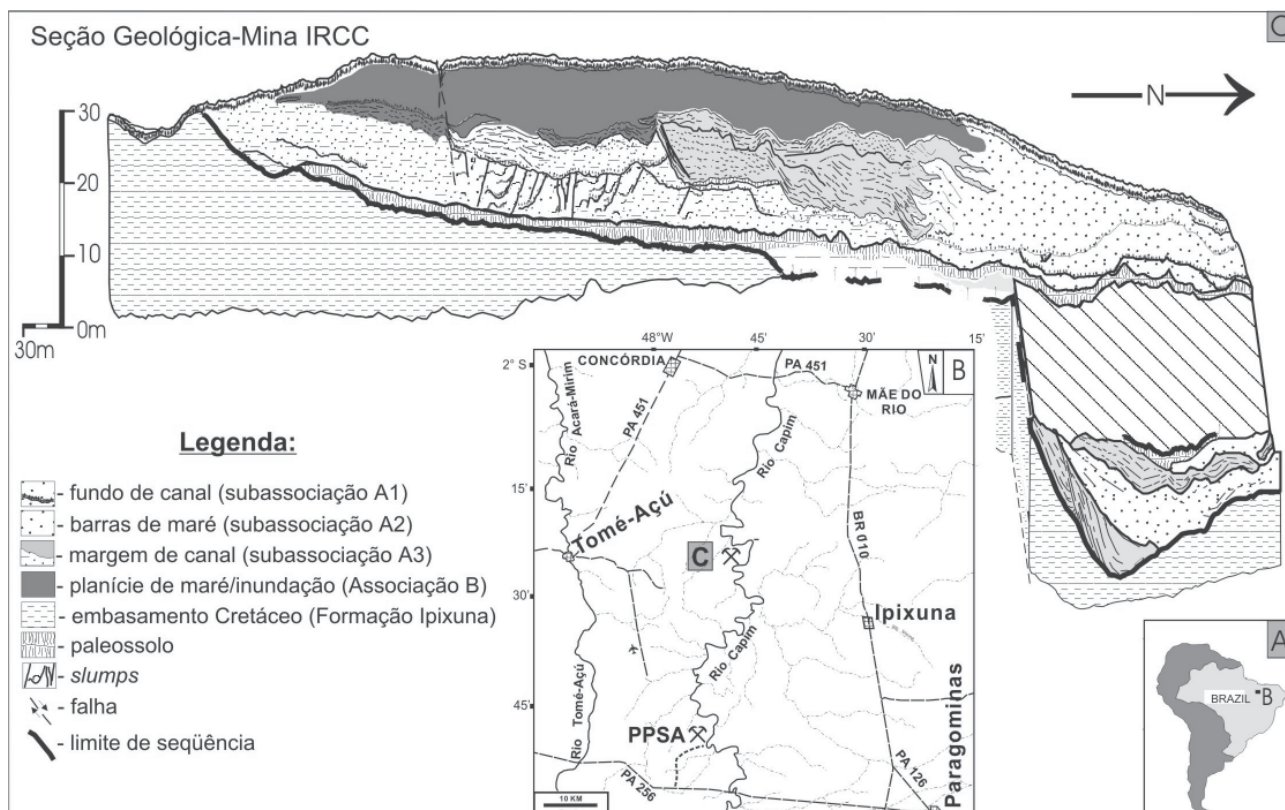 Seção Geológica-Mina IRCC
C
N
30
20
10
0m
30m
48°W
45'
30'
15'
2° S
CONCÓRDIA
PA 451
N
B
MÃE DO
RIO
Rio Acará-Mirim
PA 451
Rio Capim
15'
Tomé-Açú
C
BR 010
30'
Ipixuna
Rio Capim
45'
Rio Tomé-Açú
PPSA
PA 256
PA 126
Paragominas
10 KM
A
BRAZIL
B
Legenda:
- fundo de canal (subassociação A1)
- barras de maré (subassociação A2)
- margem de canal (subassociação A3)
- planície de maré/inundação (Associação B)
- embasamento Cretáceo (Formação Ipixuna)
- paleossolo
- slumps
- falha
- limite de seqüência